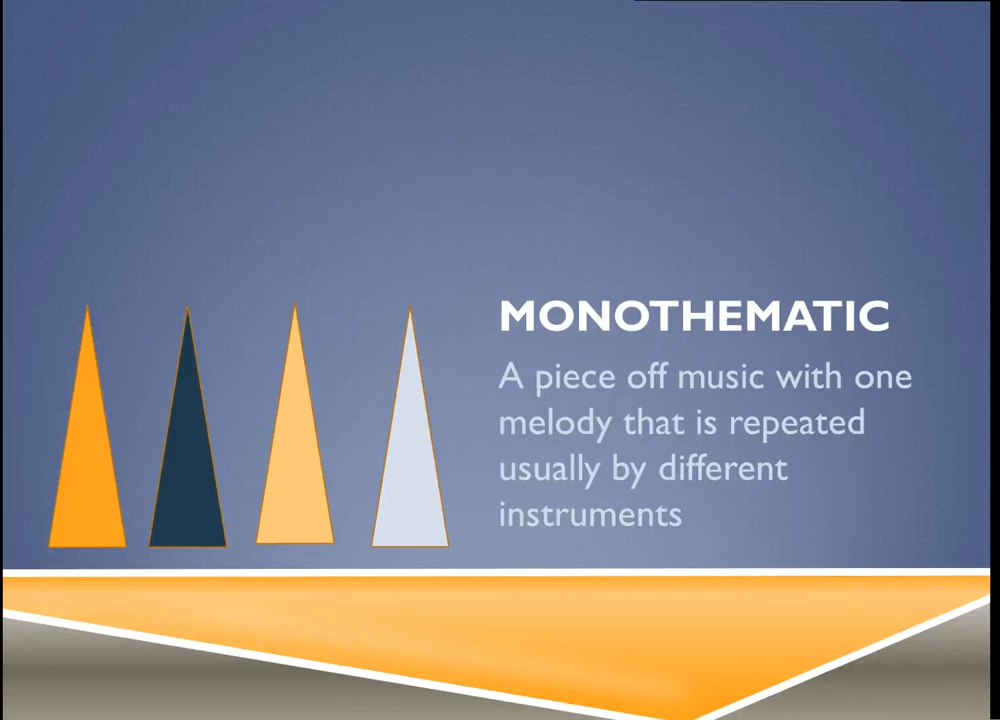 MONOTHEMATIC
A piece off music with one
melody that is repeated
usually by different
instruments